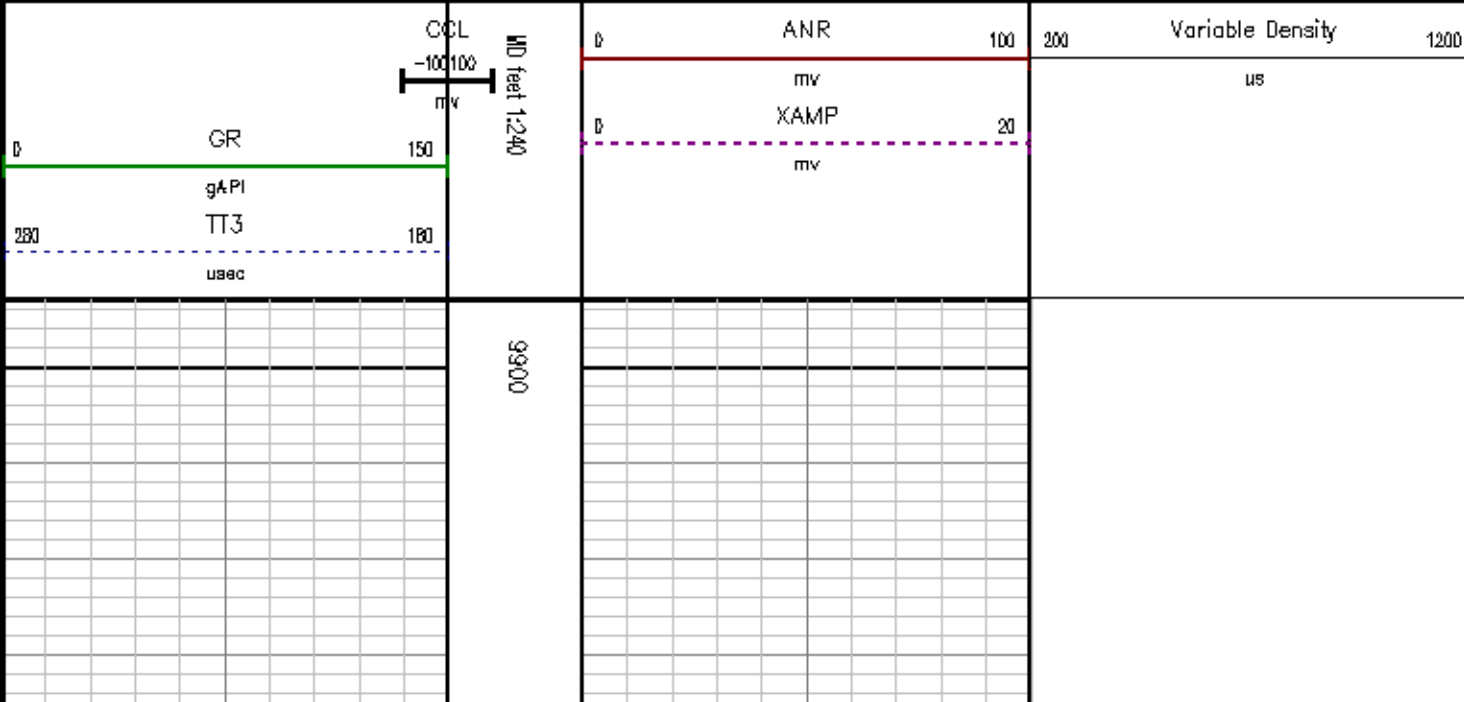 CCL
-100 100
mv
GR
0 150
gAPI
TT3
280 180
usec
MD feet 1:240
ANR
0 100
mv
XAMP
0 20
mv
Variable Density
200 1200
us
9900